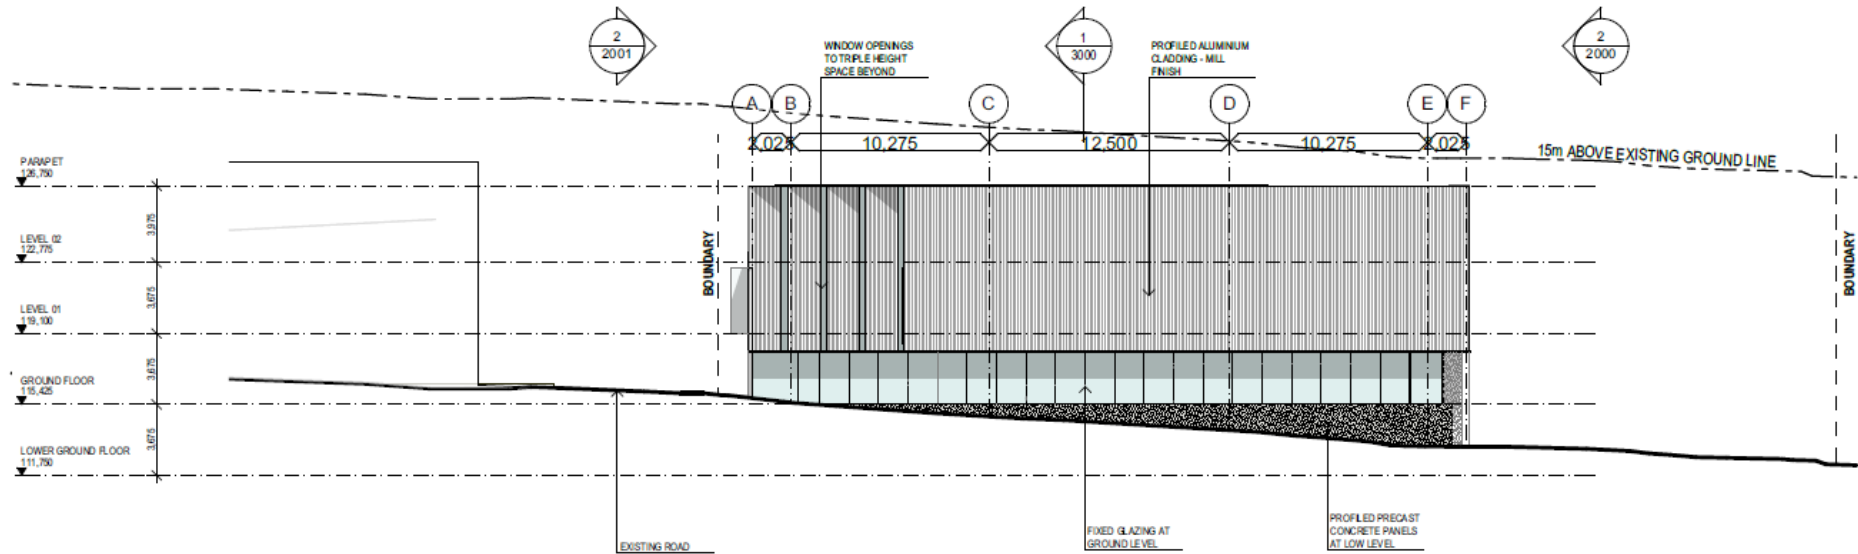 2
2001
1
3000
2
2000
WINDOW OPENINGS
TO TRIPLE HEIGHT
SPACE BEYOND
PROFILED ALUMINIUM
CLADDING - MILL
FINISH
A
B
C
D
E
F
2,025
10,275
12,500
10,275
2,025
15m ABOVE EXISTING GROUND LINE
PARAPET
126,750
3,975
LEVEL 02
122,775
3,675
LEVEL 01
119,100
3,675
GROUND FLOOR
115,425
3,675
LOWER GROUND FLOOR
111,750
BOUNDARY
BOUNDARY
EXISTING ROAD
FIXED GLAZING AT
GROUND LEVEL
PROFILED PRECAST
CONCRETE PANELS
AT LOW LEVEL